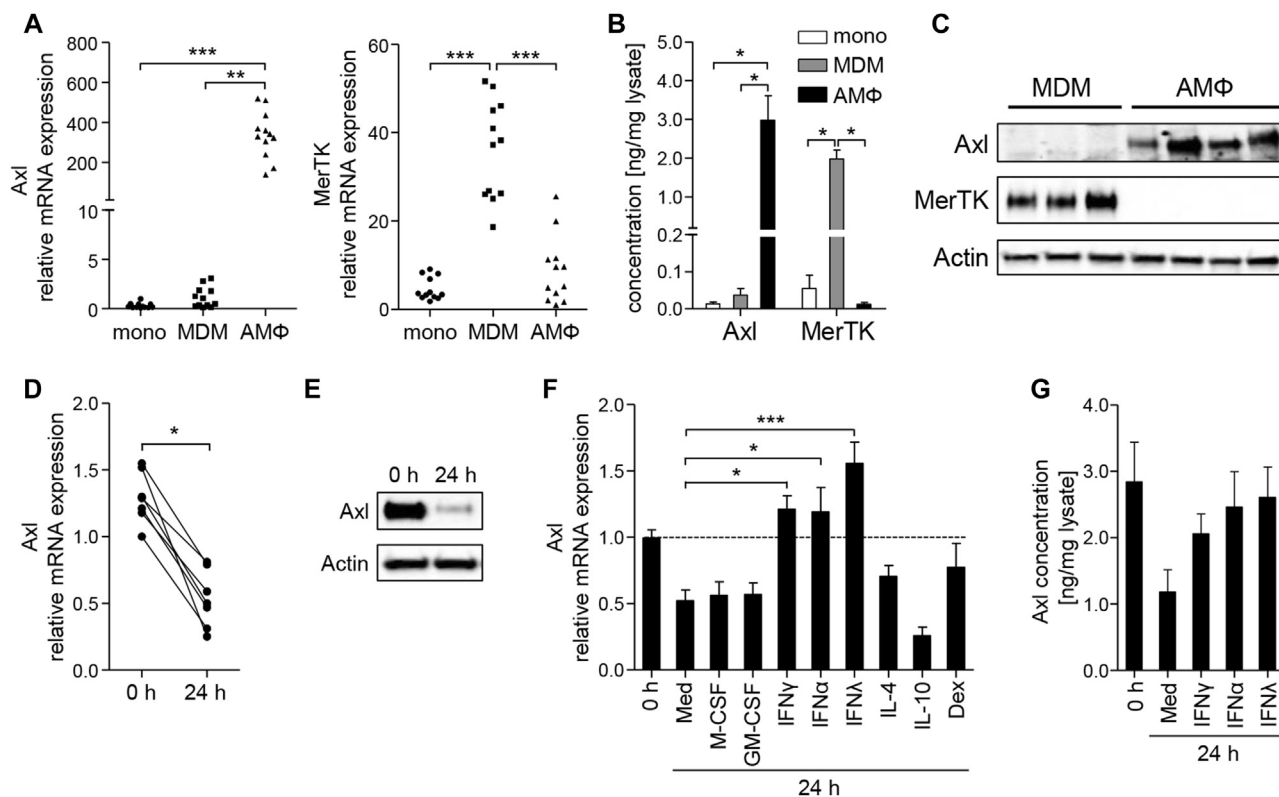 A
Axl
relative mRNA expression
800
600
400
200
10
5
0
***
**
mono
MDM
AMΦ
MerTK
relative mRNA expression
60
40
20
0
***
***
mono
MDM
AMΦ
B
concentration [ng/mg lysate]
5.0
4.0
3.0
2.0
1.0
0.2
0.1
0.0
*
*
*
*
mono
MDM
AMΦ
Axl
MerTK
C
MDM
AMΦ
Axl
MerTK
Actin
D
Axl
relative mRNA expression
2.0
1.5
1.0
0.5
0.0
*
0 h
24 h
E
0 h
24 h
Axl
Actin
F
Axl
relative mRNA expression
2.0
1.5
1.0
0.5
0.0
***
*
*
0 h
Med
M-CSF
GM-CSF
IFNγ
IFNα
IFNλ
IL-4
IL-10
Dex
24 h
G
Axl concentration
[ng/mg lysate]
4.0
3.0
2.0
1.0
0.0
0 h
Med
IFNγ
IFNα
IFNλ
24 h